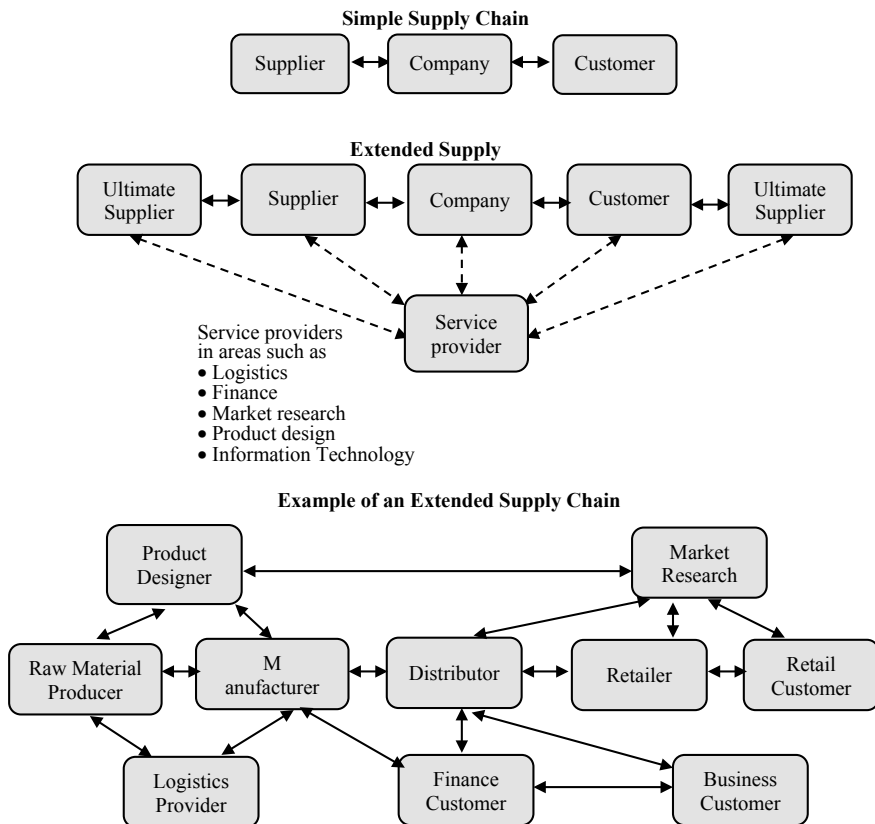 Simple Supply Chain
Supplier
Company
Customer
Extended Supply
Ultimate
Supplier
Supplier
Company
Customer
Ultimate
Supplier
Service
provider
Service providers
in areas such as
• Logistics
• Finance
• Market research
• Product design
• Information Technology
Example of an Extended Supply Chain
Product
Designer
Market
Research
Raw Material
Producer
M
anufacturer
Distributor
Retailer
Retail
Customer
Logistics
Provider
Finance
Customer
Business
Customer